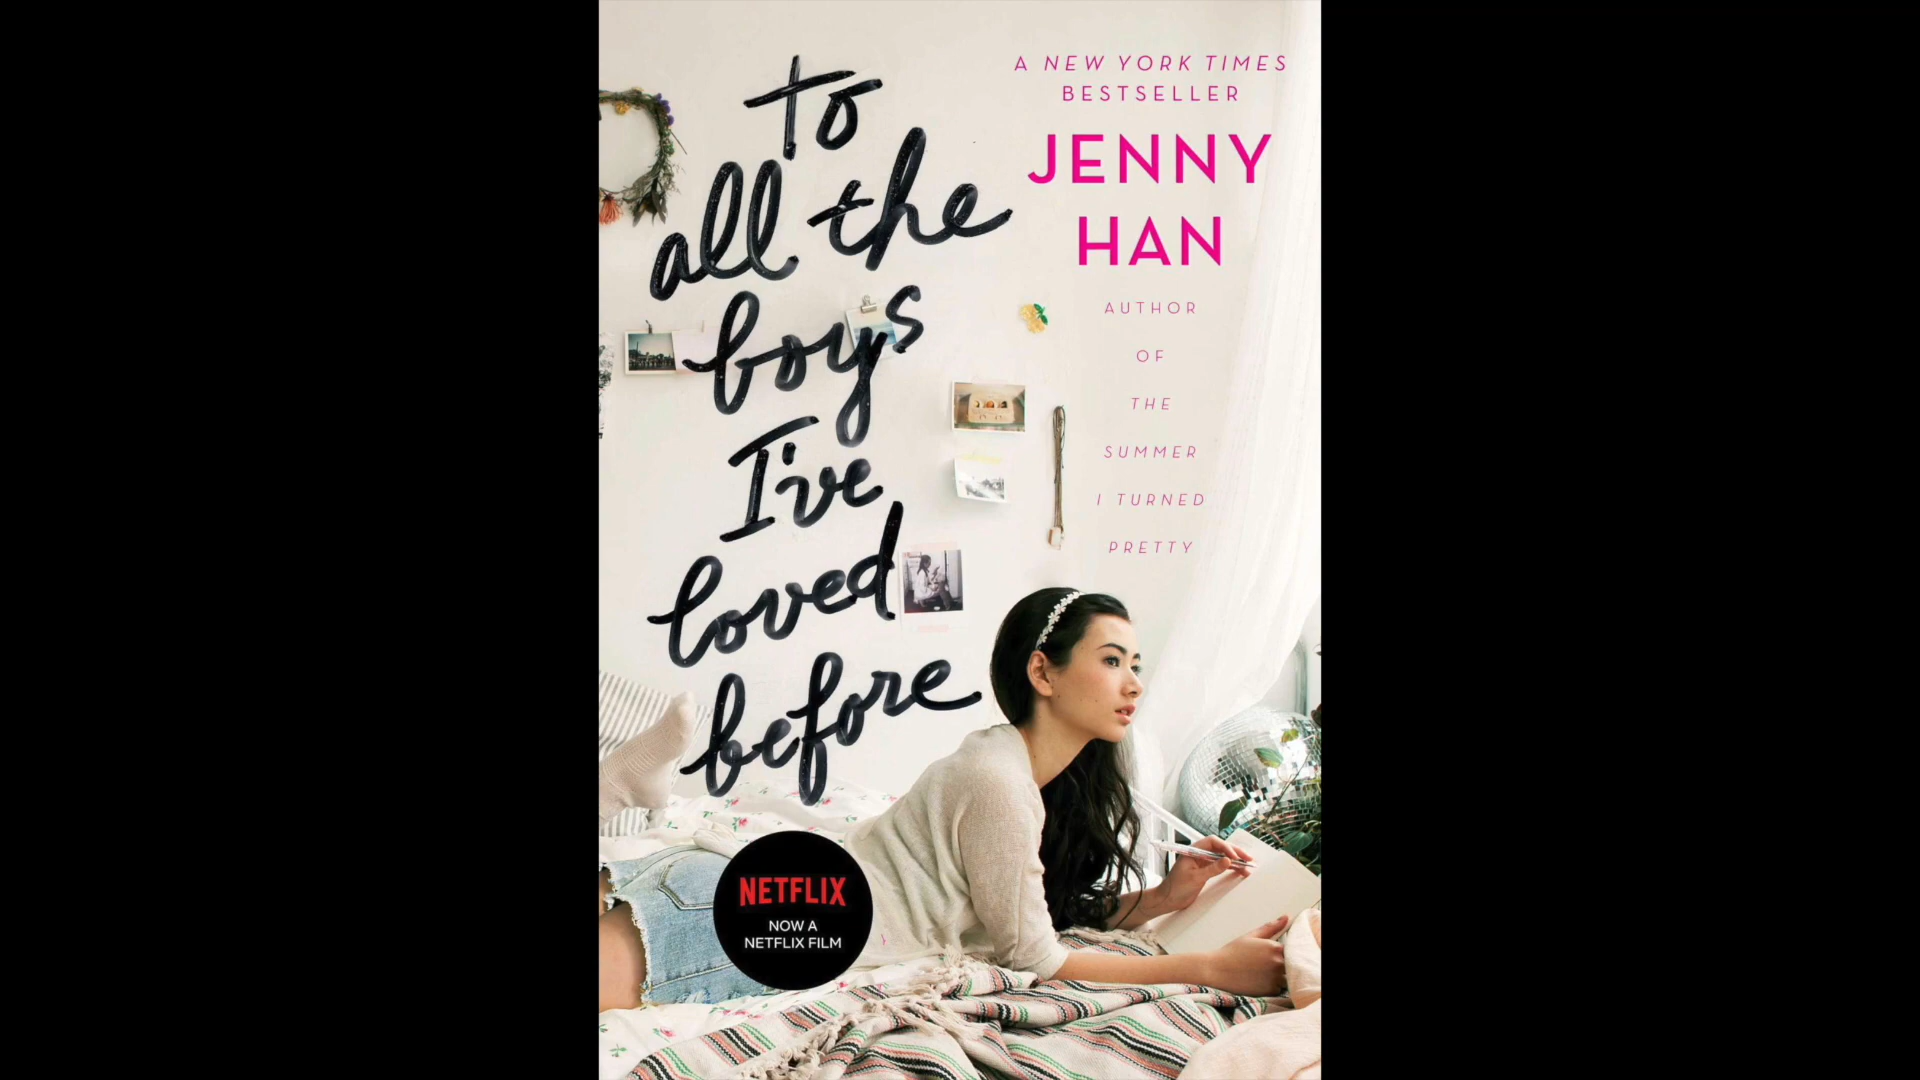 to
all the
boys
I've
loved
before
A NEW YORK TIMES
BESTSELLER
JENNY
HAN
AUTHOR
OF
THE
SUMMER
I TURNED
PRETTY
NETFLIX
NOW A
NETFLIX FILM